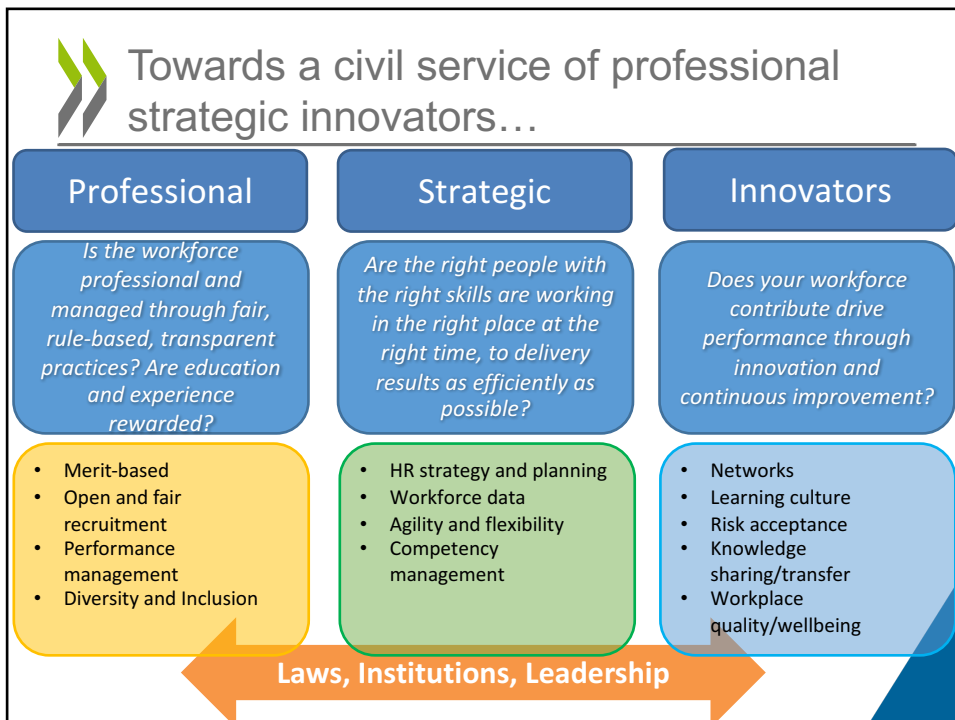 Towards a civil service of professional
strategic innovators…
Professional
Is the workforce
professional and
managed through fair,
rule-based, transparent
practices? Are education
and experience
rewarded?
• Merit-based
• Open and fair
recruitment
• Performance
management
• Diversity and Inclusion
Strategic
Are the right people with
the right skills are working
in the right place at the
right time, to delivery
results as efficiently as
possible?
• HR strategy and planning
• Workforce data
• Agility and flexibility
• Competency
management
Innovators
Does your workforce
contribute drive
performance through
innovation and
continuous improvement?
• Networks
• Learning culture
• Risk acceptance
• Knowledge
sharing/transfer
• Workplace
quality/wellbeing
Laws, Institutions, Leadership